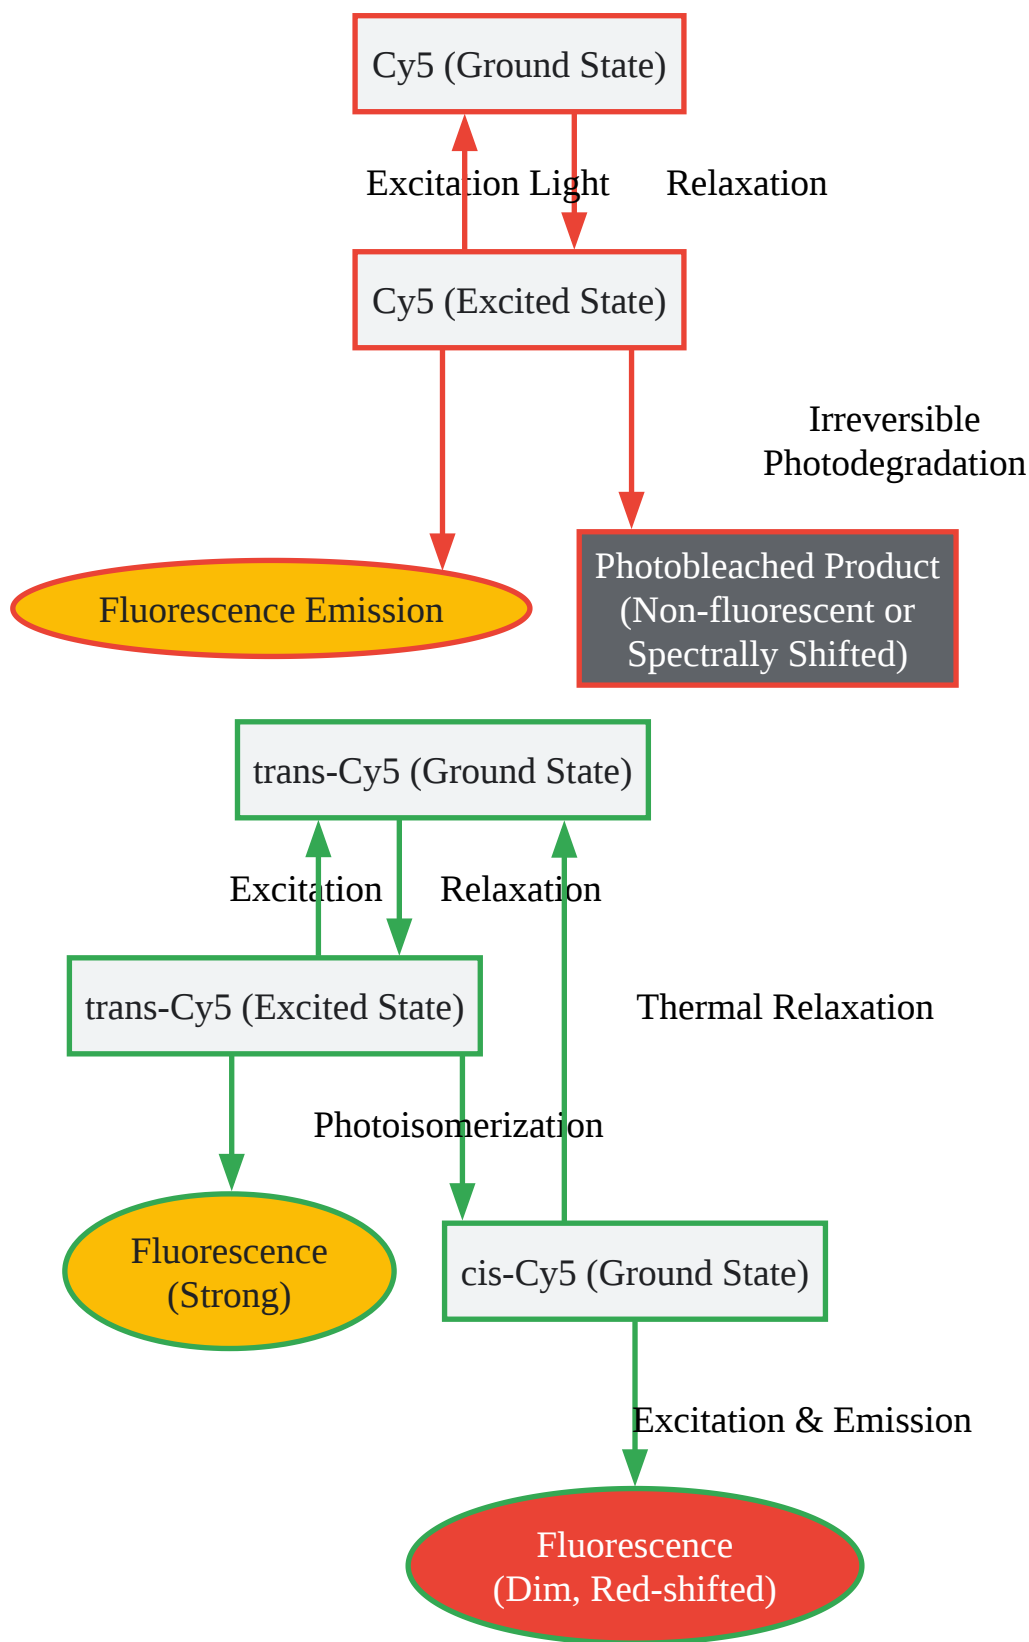 Cy5 (Ground State)
Excitation Light
Relaxation
Cy5 (Excited State)
Irreversible
Photodegradation
Fluorescence Emission
Photobleached Product
(Non-fluorescent or
Spectrally Shifted)
trans-Cy5 (Ground State)
Excitation
Relaxation
trans-Cy5 (Excited State)
Thermal Relaxation
Photoisomerization
Fluorescence
(Strong)
cis-Cy5 (Ground State)
Excitation & Emission
Fluorescence
(Dim, Red-shifted)